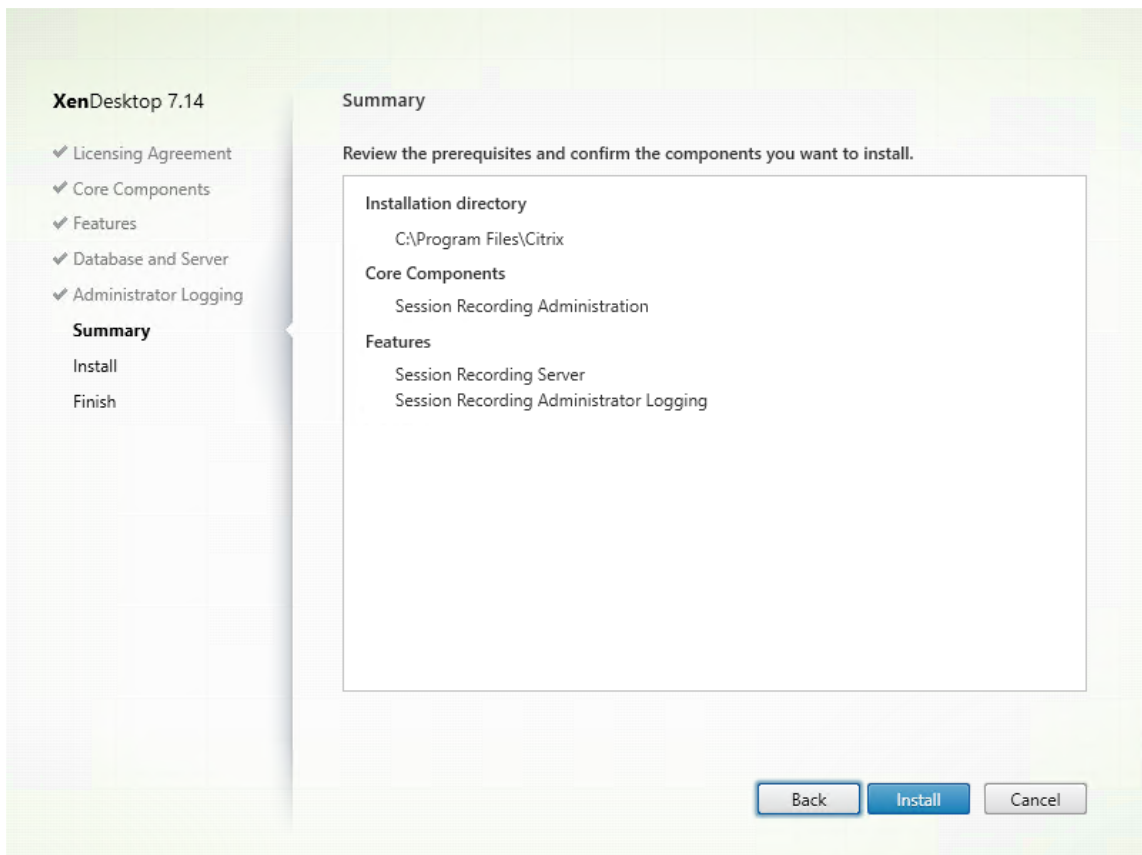 XenDesktop 7.14
Licensing Agreement
Core Components
Features
Database and Server
Administrator Logging
Summary
Install
Finish
Summary
Review the prerequisites and confirm the components you want to install.
Installation directory
C:\Program Files\Citrix
Core Components
Session Recording Administration
Features
Session Recording Server
Session Recording Administrator Logging
Back
Install
Cancel